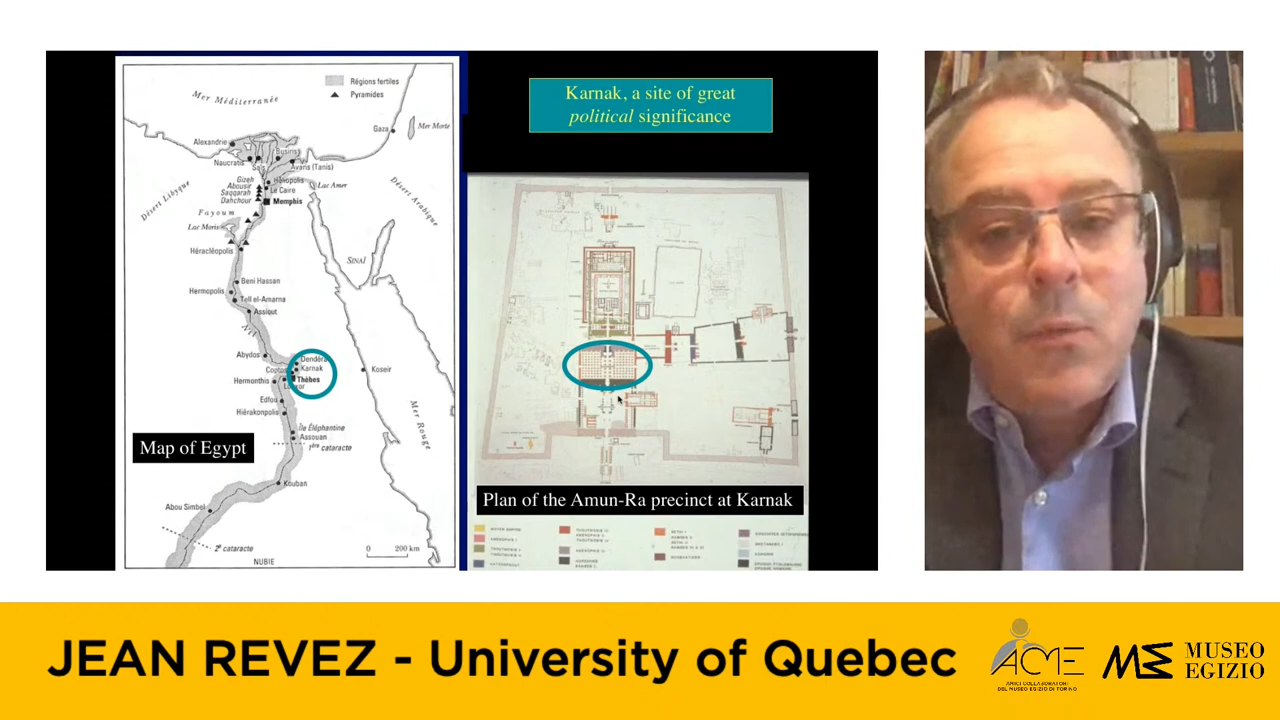 Régions fertiles
Pyramides
Mer Méditerranée
Gaza
Mer Morte
Alexandrie
Busiris
Naucratis
Saïs
Avaris (Tanis)
Gizeh
Héliopolis
Abousir
Le Caire
Lac Amer
Saqqarah
Dahchour
Memphis
Désert Libyque
Désert Arabique
Fayoum
Lac Moeris
Héracléopolis
SINAÏ
Beni Hassan
Hermopolis
Tell el-Amarna
Assiout
Nil
Abydos
Dendéra
Karnak
Thèbes
Koseir
Hermonthis
Edfou
Hiérakonpolis
Mer Rouge
Île Éléphantine
Assouan
1ère cataracte
Map of Egypt
Kouban
Abou Simbel
2e cataracte
0 200 km
NUBIE
Karnak, a site of great
political significance
Plan of the Amun-Ra precinct at Karnak
JEAN REVEZ - University of Quebec
ACME
AMICI COLLABORATORI
DEL MUSEO EGIZIO DI TORINO
MUSEO
EGIZIO